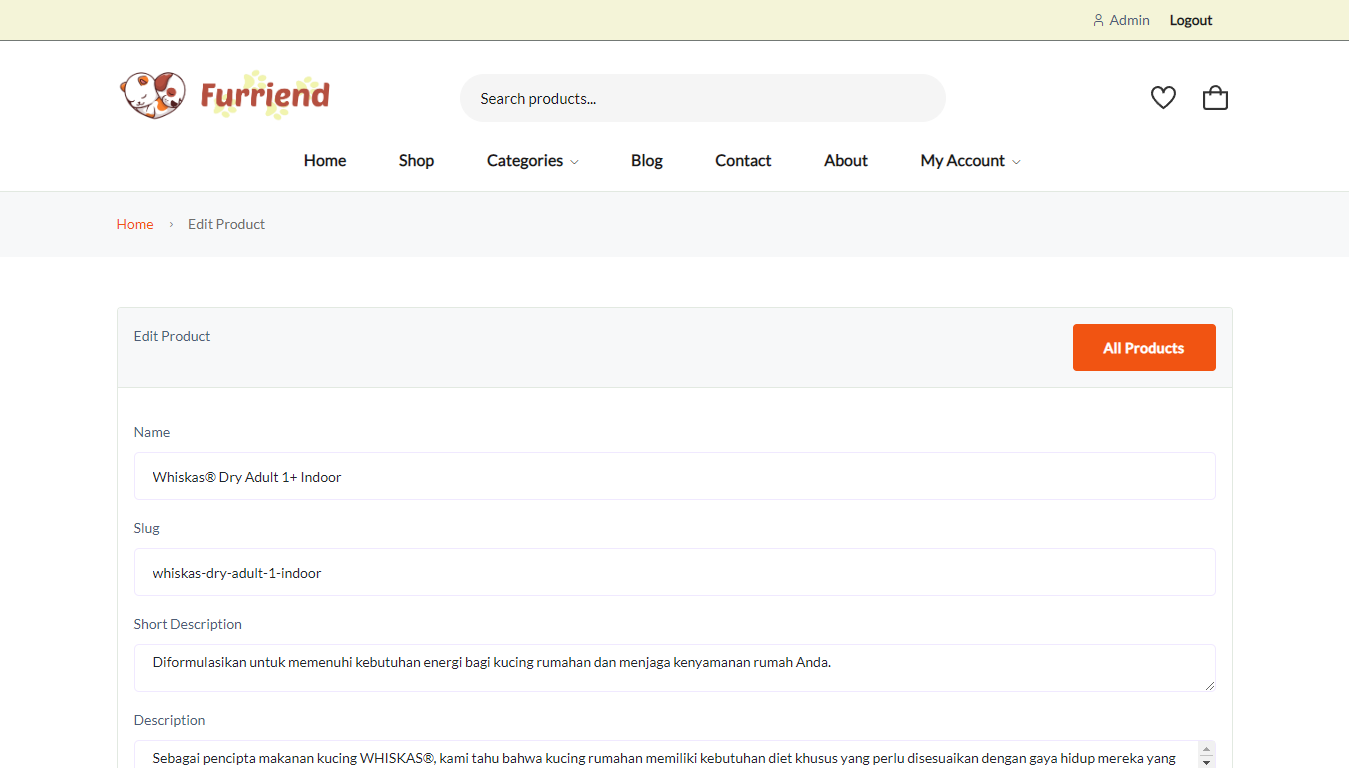 Admin Logout
Furriend
Search products...
Home Shop Categories Blog Contact About My Account
Home › Edit Product
Edit Product
All Products
Name
Whiskas® Dry Adult 1+ Indoor
Slug
whiskas-dry-adult-1-indoor
Short Description
Diformulasikan untuk memenuhi kebutuhan energi bagi kucing rumahan dan menjaga kenyamanan rumah Anda.
Description
Sebagai pencipta makanan kucing WHISKAS®, kami tahu bahwa kucing rumahan memiliki kebutuhan diet khusus yang perlu disesuaikan dengan gaya hidup mereka yang